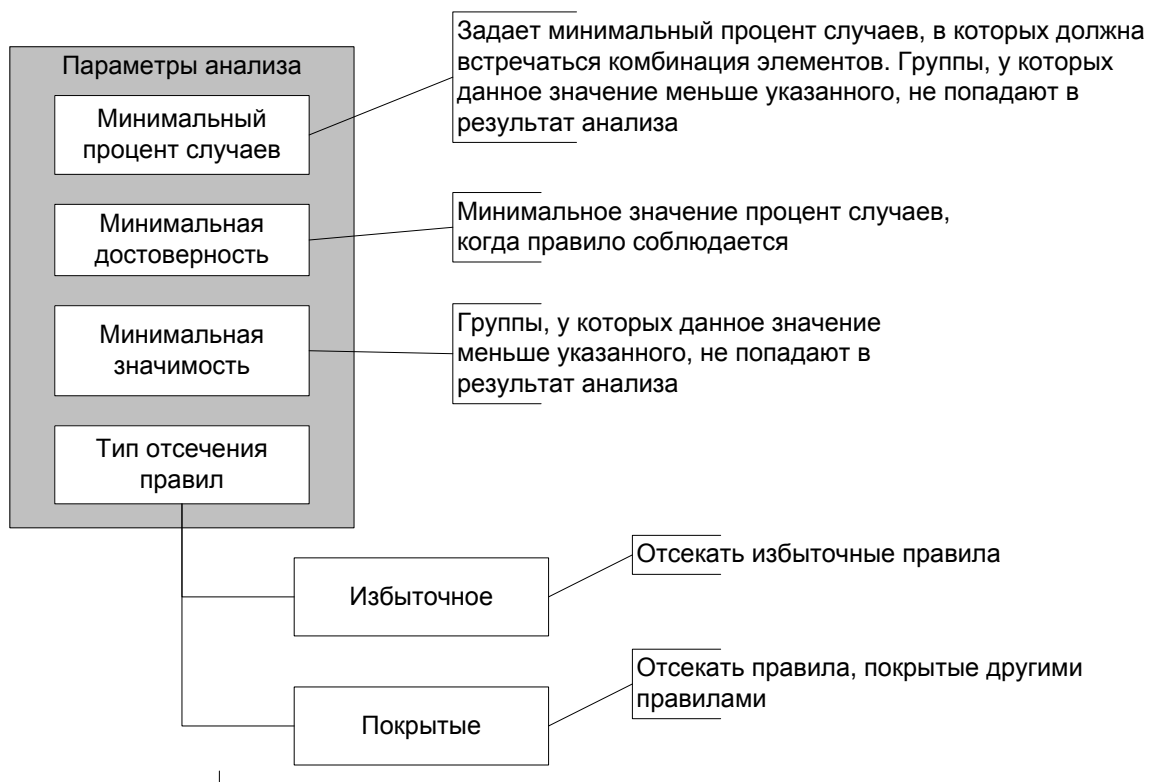 Параметры анализа
Минимальный
процент случаев
Задает минимальный процент случаев, в которых должна
встречаться комбинация элементов. Группы, у которых
данное значение меньше указанного, не попадают в
результат анализа
Минимальная
достоверность
Минимальное значение процент случаев,
когда правило соблюдается
Минимальная
значимость
Группы, у которых данное значение
меньше указанного, не попадают в
результат анализа
Тип отсечения
правил
Избыточное
Отсекать избыточные правила
Покрытые
Отсекать правила, покрытые другими
правилами